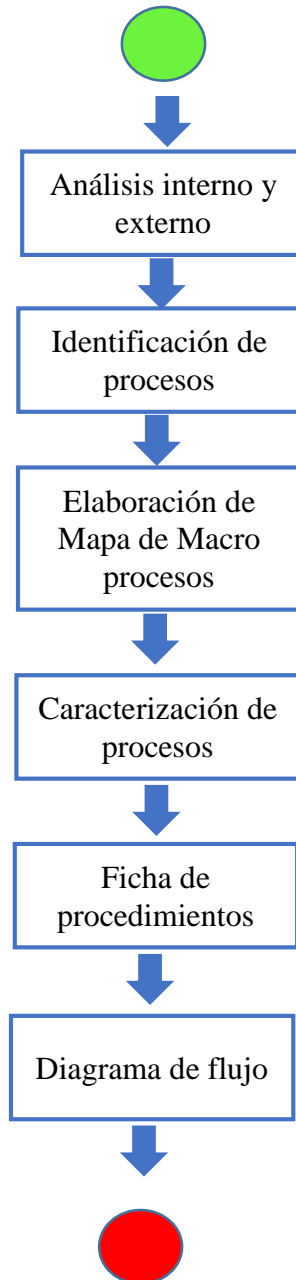 Análisis interno y
externo
Identificación de
procesos
Elaboración de
Mapa de Macro
procesos
Caracterización de
procesos
Ficha de
procedimientos
Diagrama de flujo